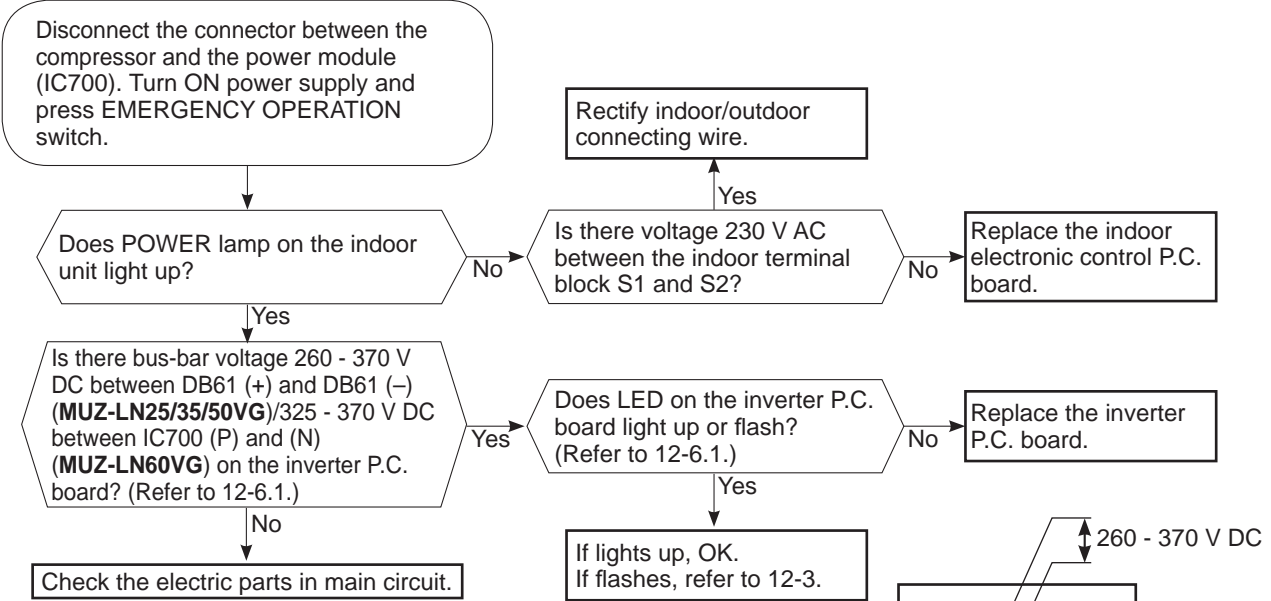 Disconnect the connector between the
compressor and the power module
(IC700). Turn ON power supply and
press EMERGENCY OPERATION
switch.
Rectify indoor/outdoor
connecting wire.
Yes
Does POWER lamp on the indoor
unit light up?
No
Is there voltage 230 V AC
between the indoor terminal
block S1 and S2?
No
Replace the indoor
electronic control P.C.
board.
Yes
Is there bus-bar voltage 260 - 370 V
DC between DB61 (+) and DB61 (–)
(MUZ-LN25/35/50VG)/325 - 370 V DC
between IC700 (P) and (N)
(MUZ-LN60VG) on the inverter P.C.
board? (Refer to 12-6.1.)
Yes
Does LED on the inverter P.C.
board light up or flash?
(Refer to 12-6.1.)
No
Replace the inverter
P.C. board.
Yes
No
If lights up, OK.
If flashes, refer to 12-3.
Check the electric parts in main circuit.
260 - 370 V DC